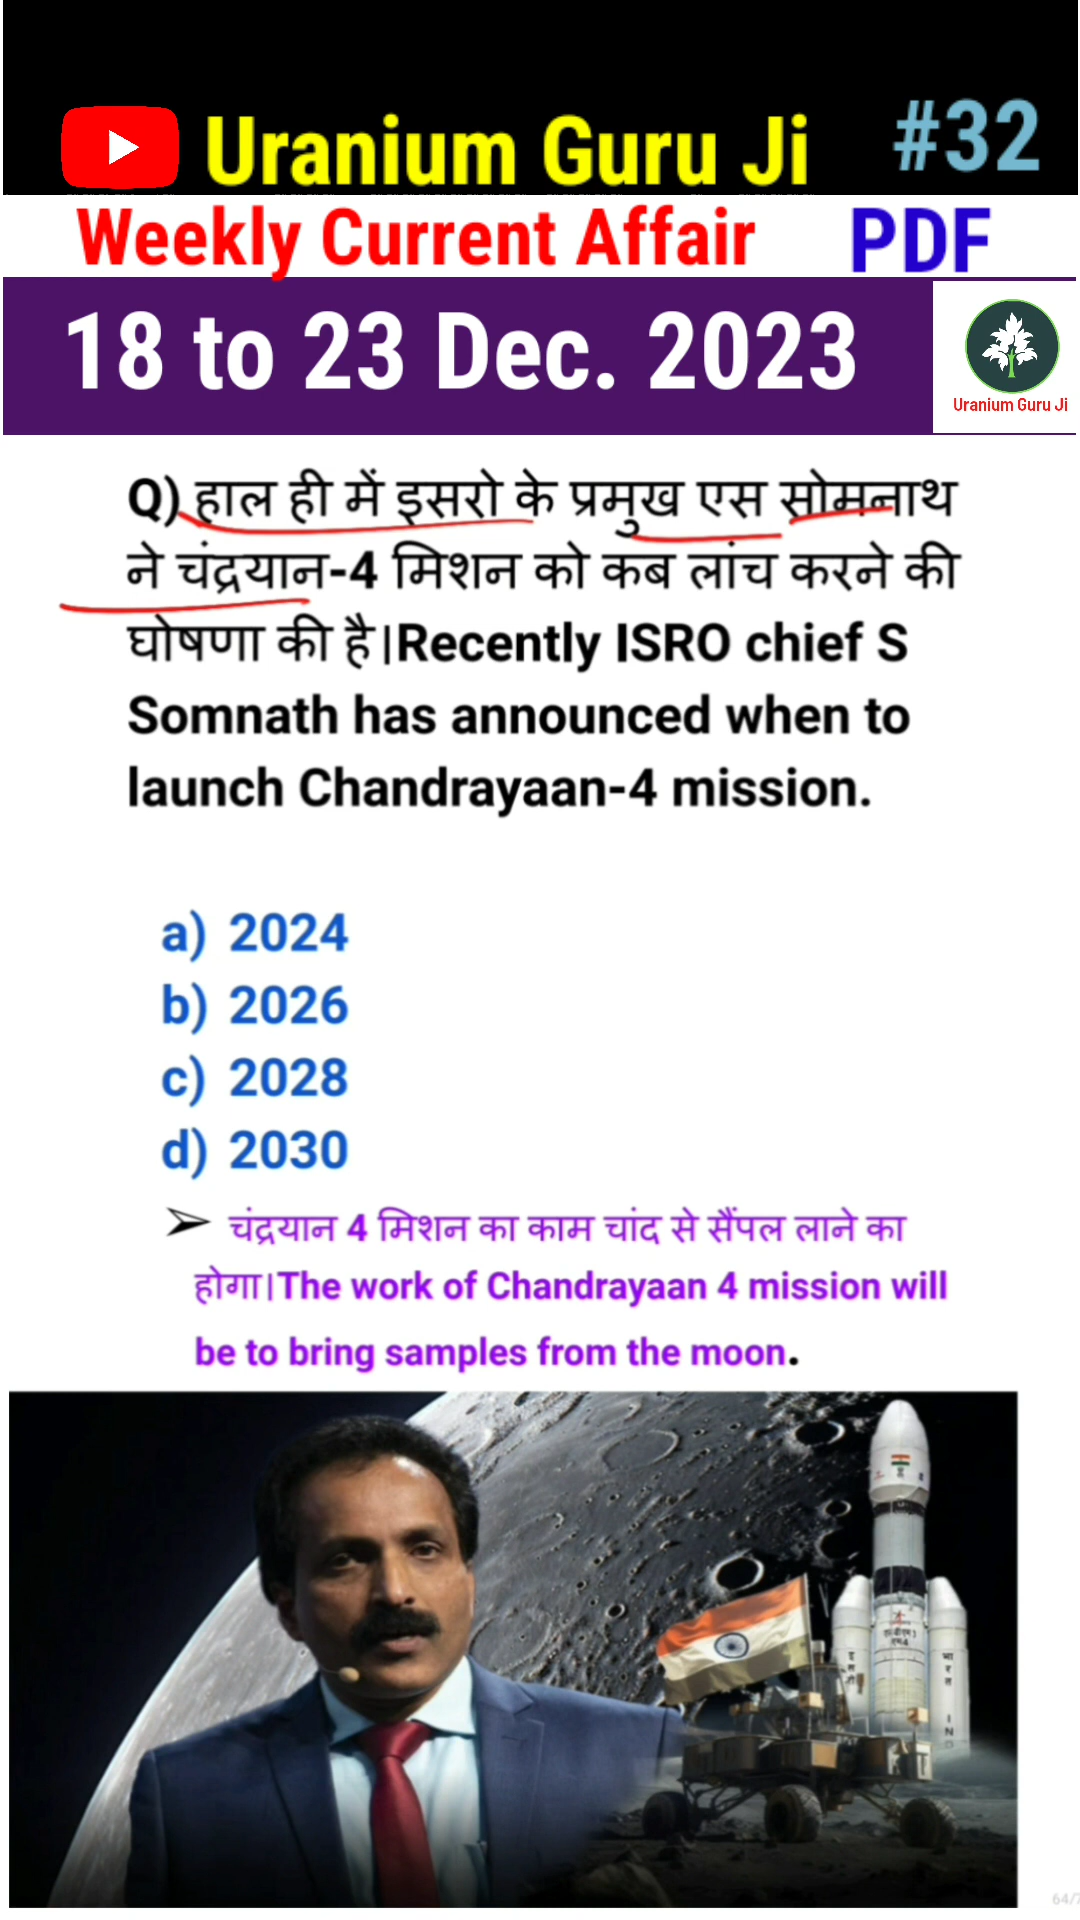 Uranium Guru Ji #32
Weekly Current Affair PDF
18 to 23 Dec. 2023
Uranium Guru Ji
Q) हाल ही में इसरो के प्रमुख एस सोमनाथ
ने चंद्रयान-4 मिशन को कब लांच करने की
घोषणा की है।Recently ISRO chief S
Somnath has announced when to
launch Chandrayaan-4 mission.
a) 2024
b) 2026
c) 2028
d) 2030
➢ चंद्रयान 4 मिशन का काम चांद से सैंपल लाने का
होगा।The work of Chandrayaan 4 mission will
be to bring samples from the moon.
64/7